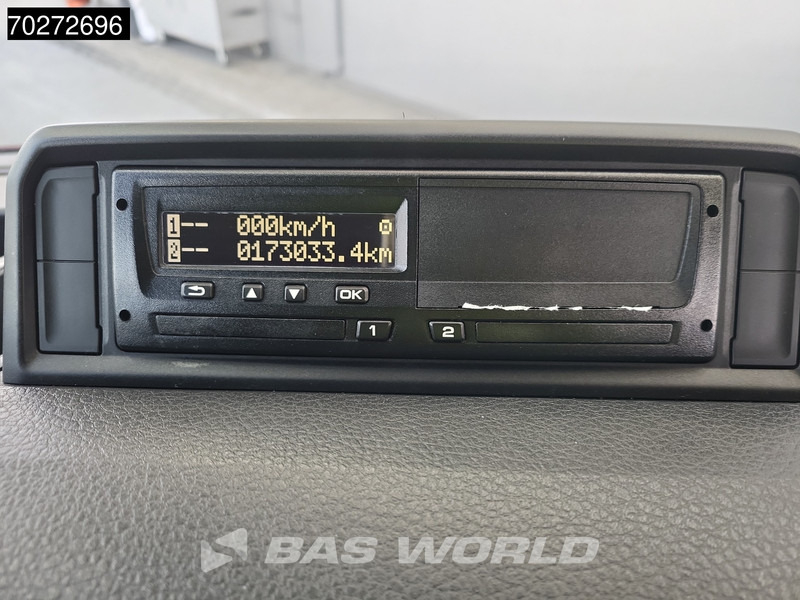 70272696
1-- 000km/h
2-- 0173033.4km
OK
1 2
BAS WORLD